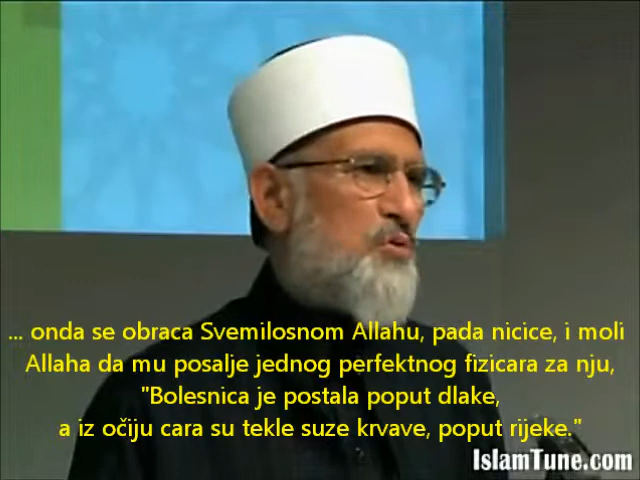 ... onda se obraca Svemilosnom Allahu, pada nicice, i moli
Allaha da mu posalje jednog perfektnog fizicara za nju,
"Bolesnica je postala poput dlake,
a iz očiju cara su tekle suze krvave, poput rijeke."
IslamTune.com